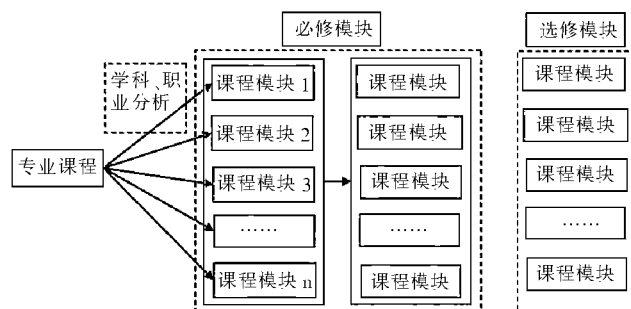 必修模块
选修模块
学科、职
业分析
专业课程
课程模块 1
课程模块 2
课程模块 3
……
课程模块 n
课程模块
课程模块
课程模块
……
课程模块
课程模块
课程模块
课程模块
……
课程模块